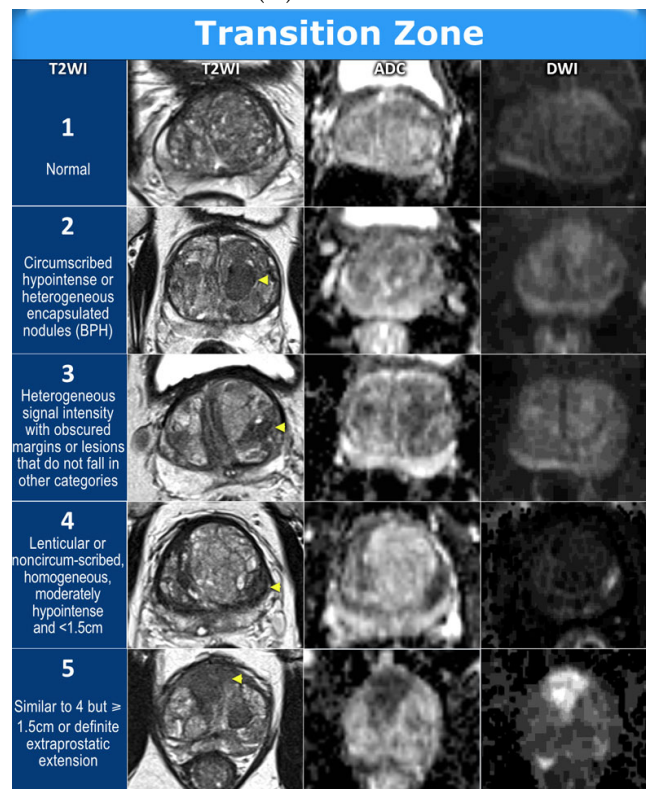 Transition Zone
T2WI T2WI ADC DWI
1
Normal
2
Circumscribed
hypointense or
heterogeneous
encapsulated
nodules (BPH)
3
Heterogeneous
signal intensity
with obscured
margins or lesions
that do not fall in
other categories
4
Lenticular or
noncircum-scribed,
homogeneous,
moderately
hypointense
and <1.5cm
5
Similar to 4 but ≥
1.5cm or definite
extraprostatic
extension